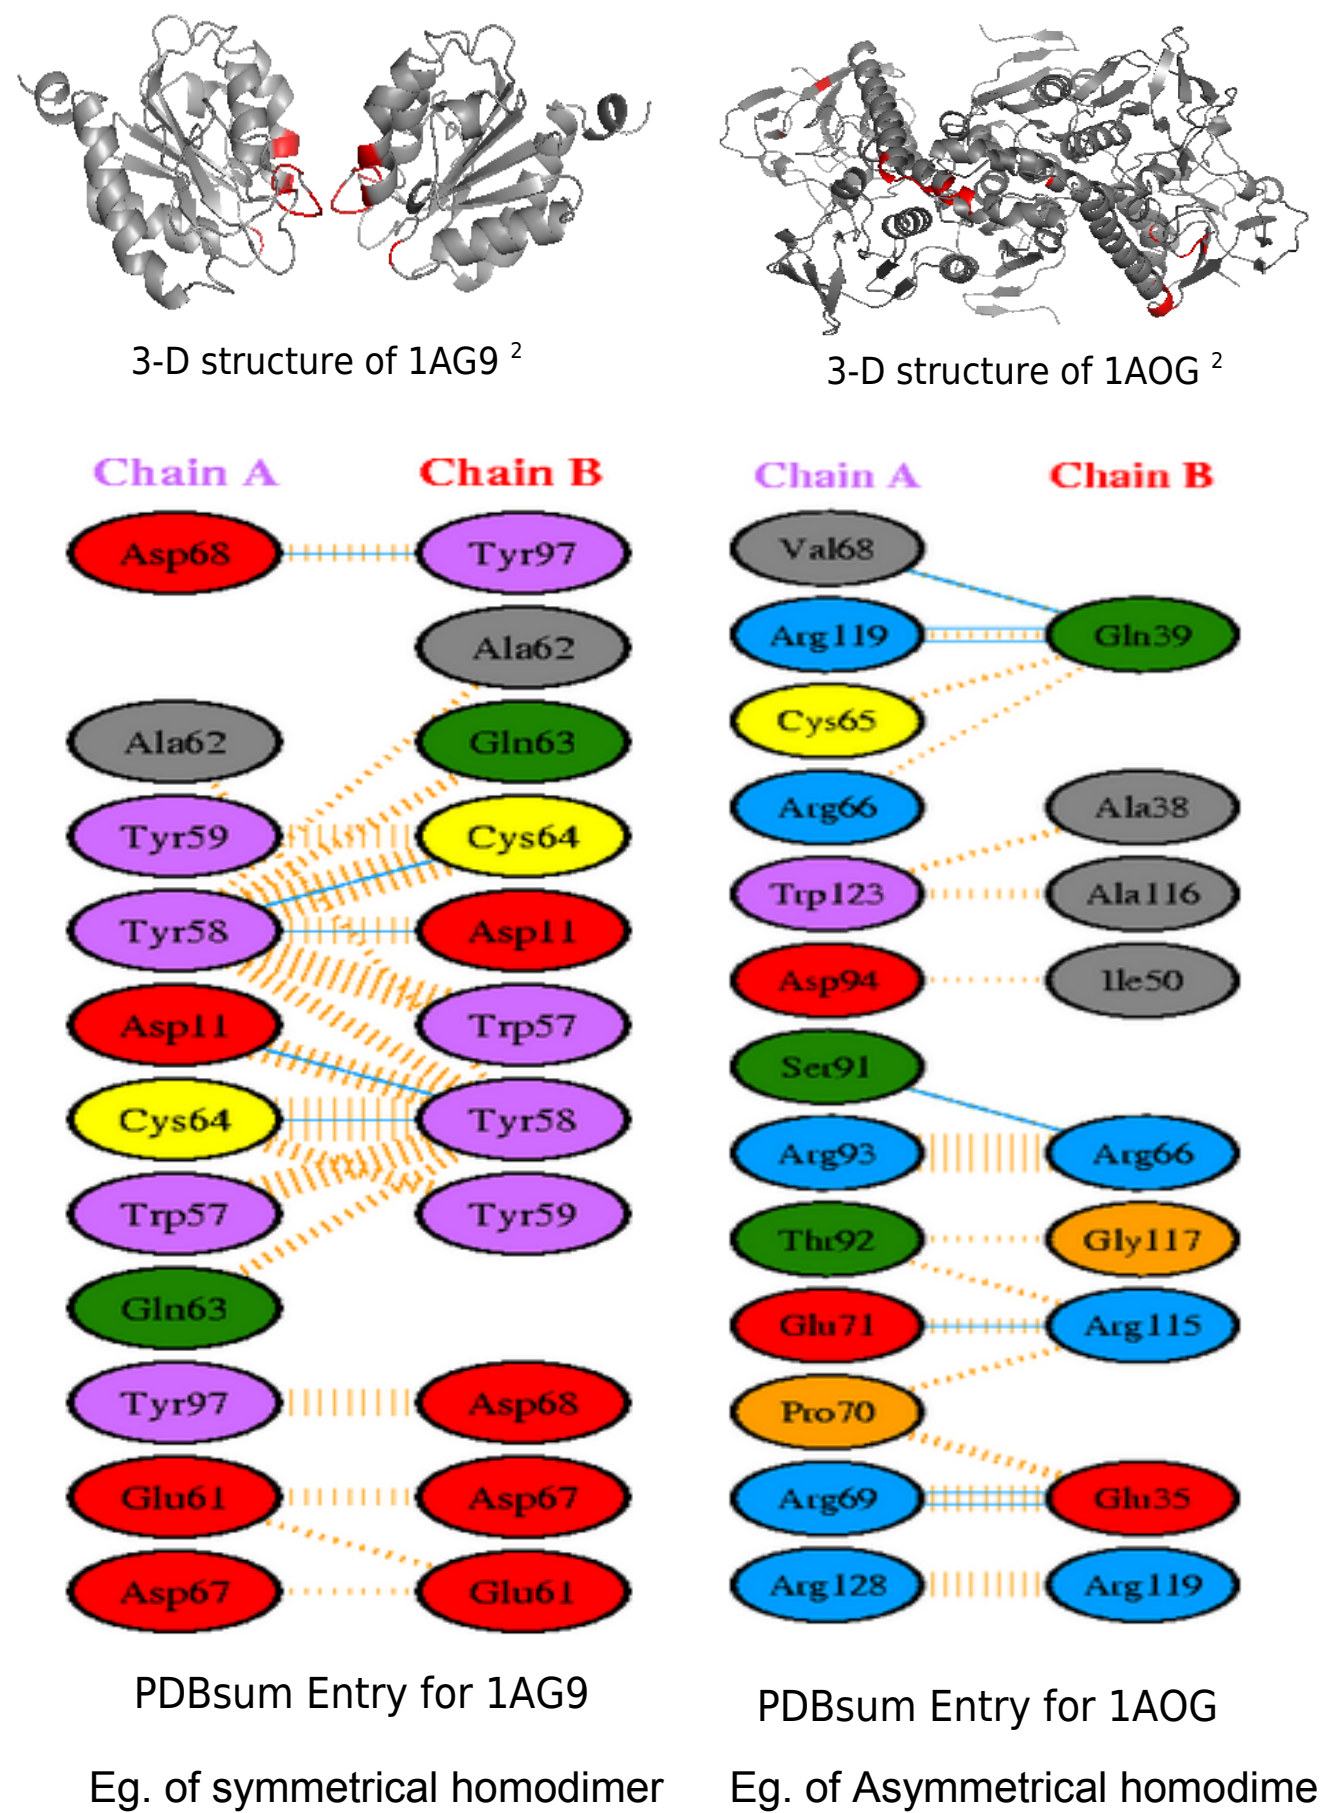 3-D structure of 1AG9 2
3-D structure of 1AOG 2
Chain A Chain B
Asp68 Tyr97
Ala62
Ala62 Gln63
Tyr59 Cys64
Tyr58 Asp11
Asp11 Trp57
Cys64 Tyr58
Trp57 Tyr59
Gln63
Tyr97 Asp68
Glu61 Asp67
Asp67 Glu61
PDBsum Entry for 1AG9
Eg. of symmetrical homodimer
Chain A Chain B
Val68
Arg119 Gln39
Cys65
Arg66 Ala38
Trp123 Ala116
Asp94 Ile50
Ser91
Arg93 Arg66
Thr92 Gly117
Glu71 Arg115
Pro70
Arg69 Glu35
Arg128 Arg119
PDBsum Entry for 1AOG
Eg. of Asymmetrical homodime